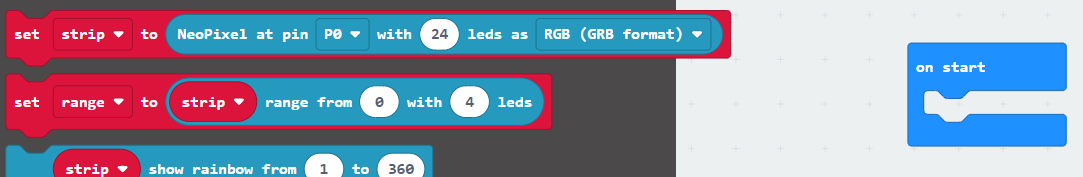 set strip to NeoPixel at pin P0 with 24 leds as RGB (GRB format)
on start
set range to strip range from 0 with 4 leds
strip show rainbow from 1 to 360